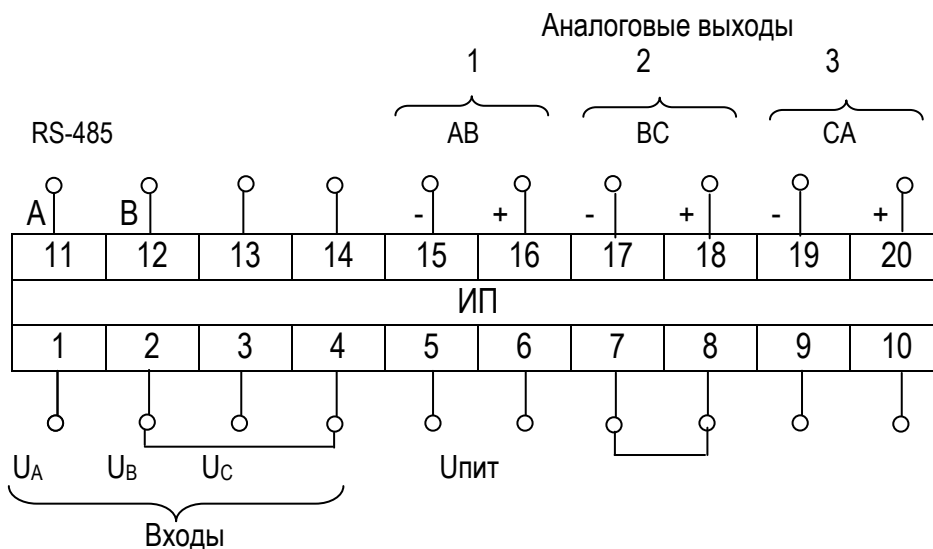 Аналоговые выходы
1 2 3
RS-485 AB BC CA
A B - + - + - +
11 12 13 14 15 16 17 18 19 20
ИП
1 2 3 4 5 6 7 8 9 10
UA UB UC Uпит
Входы